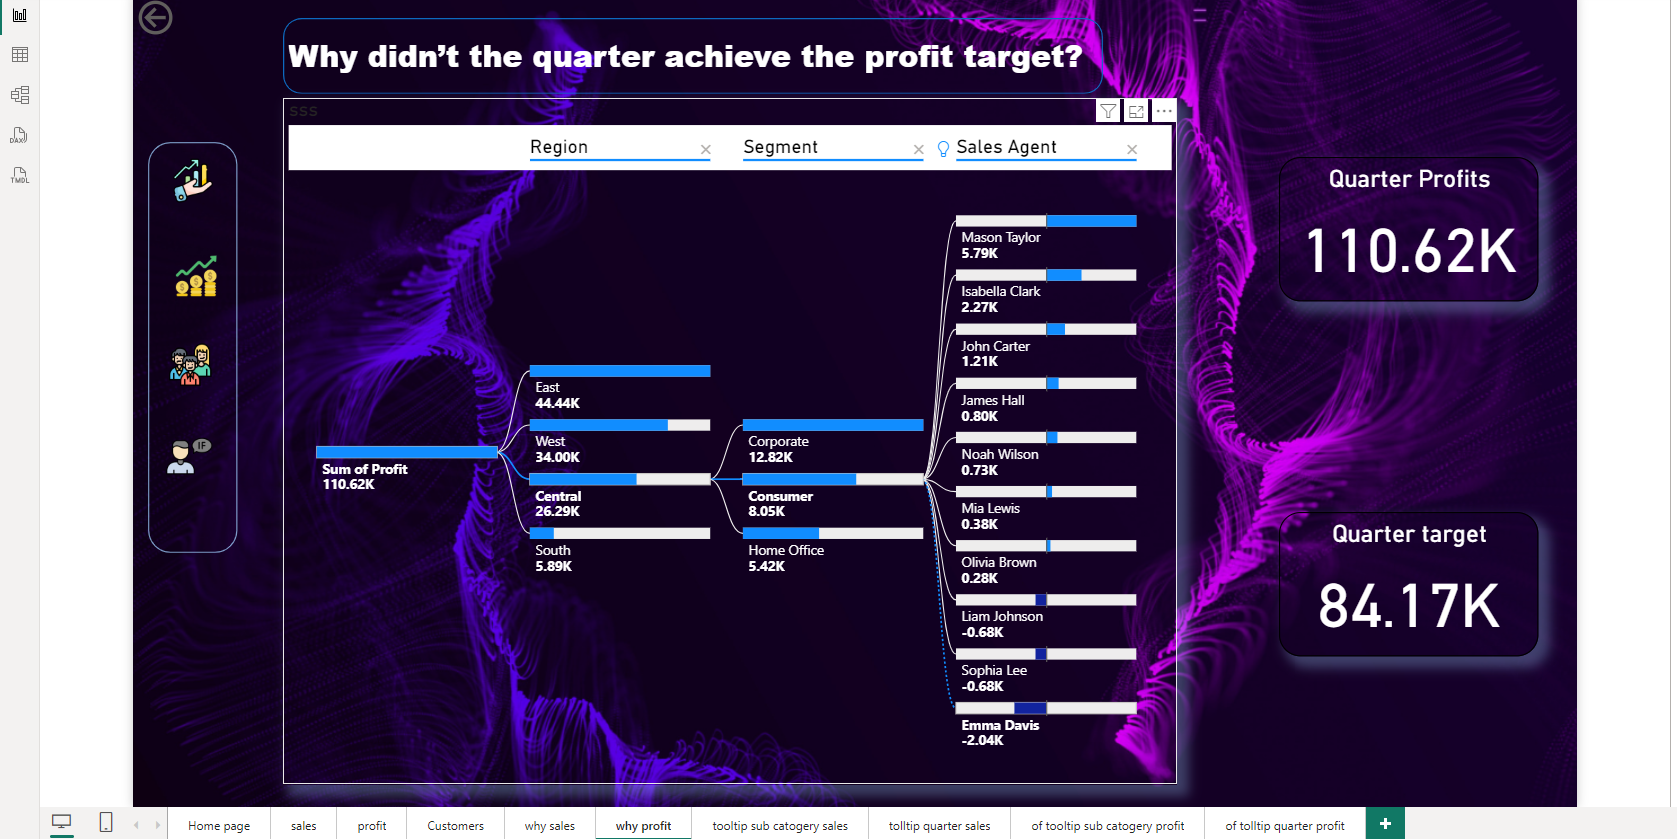 Why didn't the quarter achieve the profit target?
sss
Region
Segment
Sales Agent
Sum of Profit
110.62K
East
44.44K
West
34.00K
Central
26.29K
South
5.89K
Corporate
12.82K
Consumer
8.05K
Home Office
5.42K
Mason Taylor
5.79K
Isabella Clark
2.27K
John Carter
1.21K
James Hall
0.80K
Noah Wilson
0.73K
Mia Lewis
0.38K
Olivia Brown
0.28K
Liam Johnson
-0.68K
Sophia Lee
-0.68K
Emma Davis
-2.04K
Quarter Profits
110.62K
Quarter target
84.17K
IF
DAX
TMDL
Home page
sales
profit
Customers
why sales
why profit
tooltip sub catogery sales
tolltip quarter sales
of tooltip sub catogery profit
of tolltip quarter profit